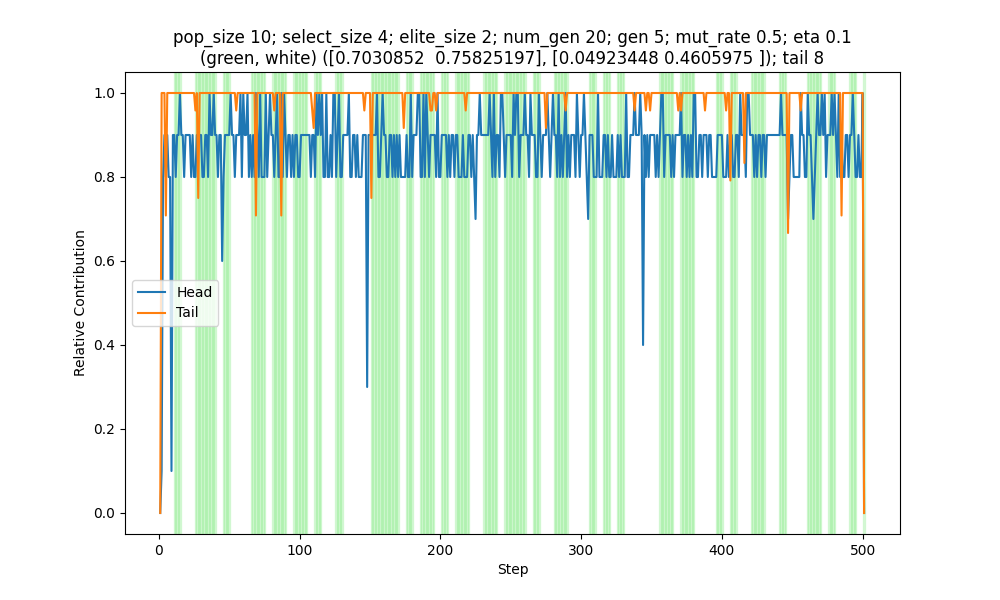 pop_size 10; select_size 4; elite_size 2; num_gen 20; gen 5; mut_rate 0.5; eta 0.1
(green, white) ([0.7030852  0.75825197], [0.04923448 0.4605975 ]); tail 8
1.0
0.8
0.6
0.4
0.2
0.0
Relative Contribution
Head
Tail
0
100
200
300
400
500
Step